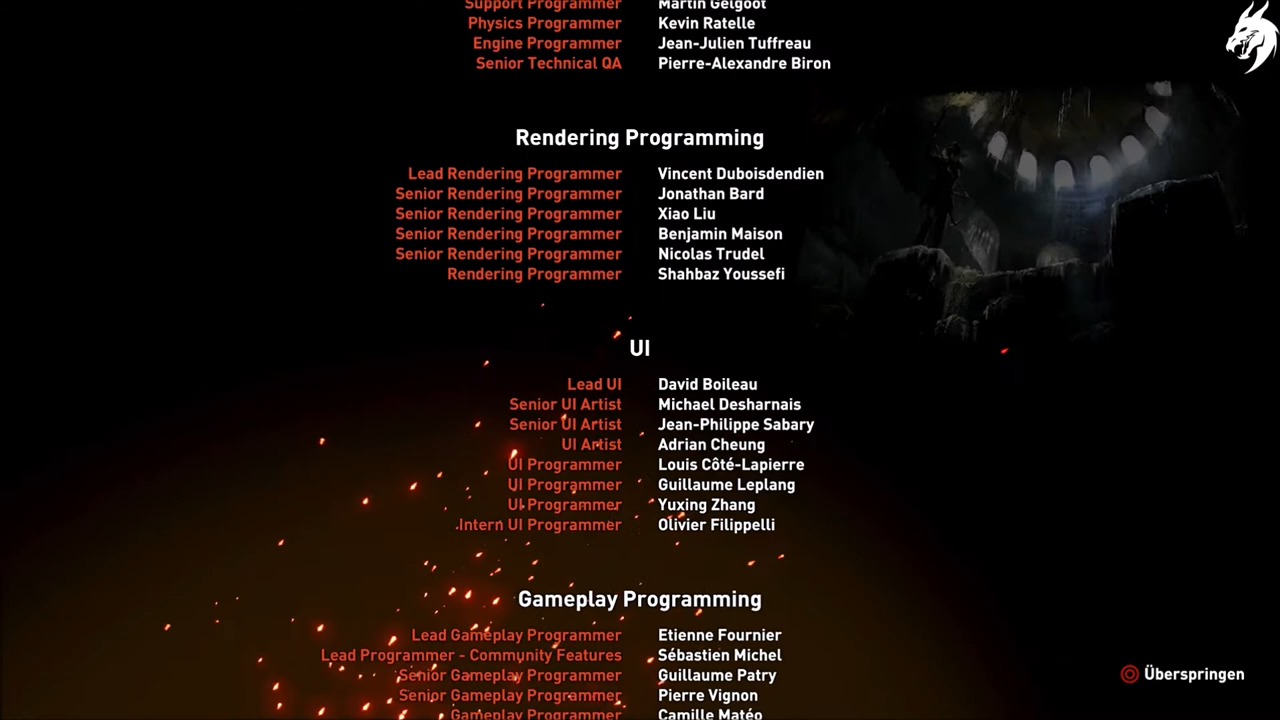 Support Programmer Martin Gelgoot
Physics Programmer Kevin Ratelle
Engine Programmer Jean-Julien Tuffreau
Senior Technical QA Pierre-Alexandre Biron
Rendering Programming
Lead Rendering Programmer Vincent Duboisdendien
Senior Rendering Programmer Jonathan Bard
Senior Rendering Programmer Xiao Liu
Senior Rendering Programmer Benjamin Maison
Senior Rendering Programmer Nicolas Trudel
Rendering Programmer Shahbaz Youssefi
UI
Lead UI David Boileau
Senior UI Artist Michael Desharnais
Senior UI Artist Jean-Philippe Sabary
UI Artist Adrian Cheung
UI Programmer Louis Côté-Lapierre
UI Programmer Guillaume Leplang
UI Programmer Yuxing Zhang
Intern UI Programmer Olivier Filippelli
Gameplay Programming
Lead Gameplay Programmer Etienne Fournier
Lead Programmer - Community Features Sébastien Michel
Senior Gameplay Programmer Guillaume Patry
Überspringen
Senior Gameplay Programmer Pierre Vignon
Gameplay Programmer Camille Matéo